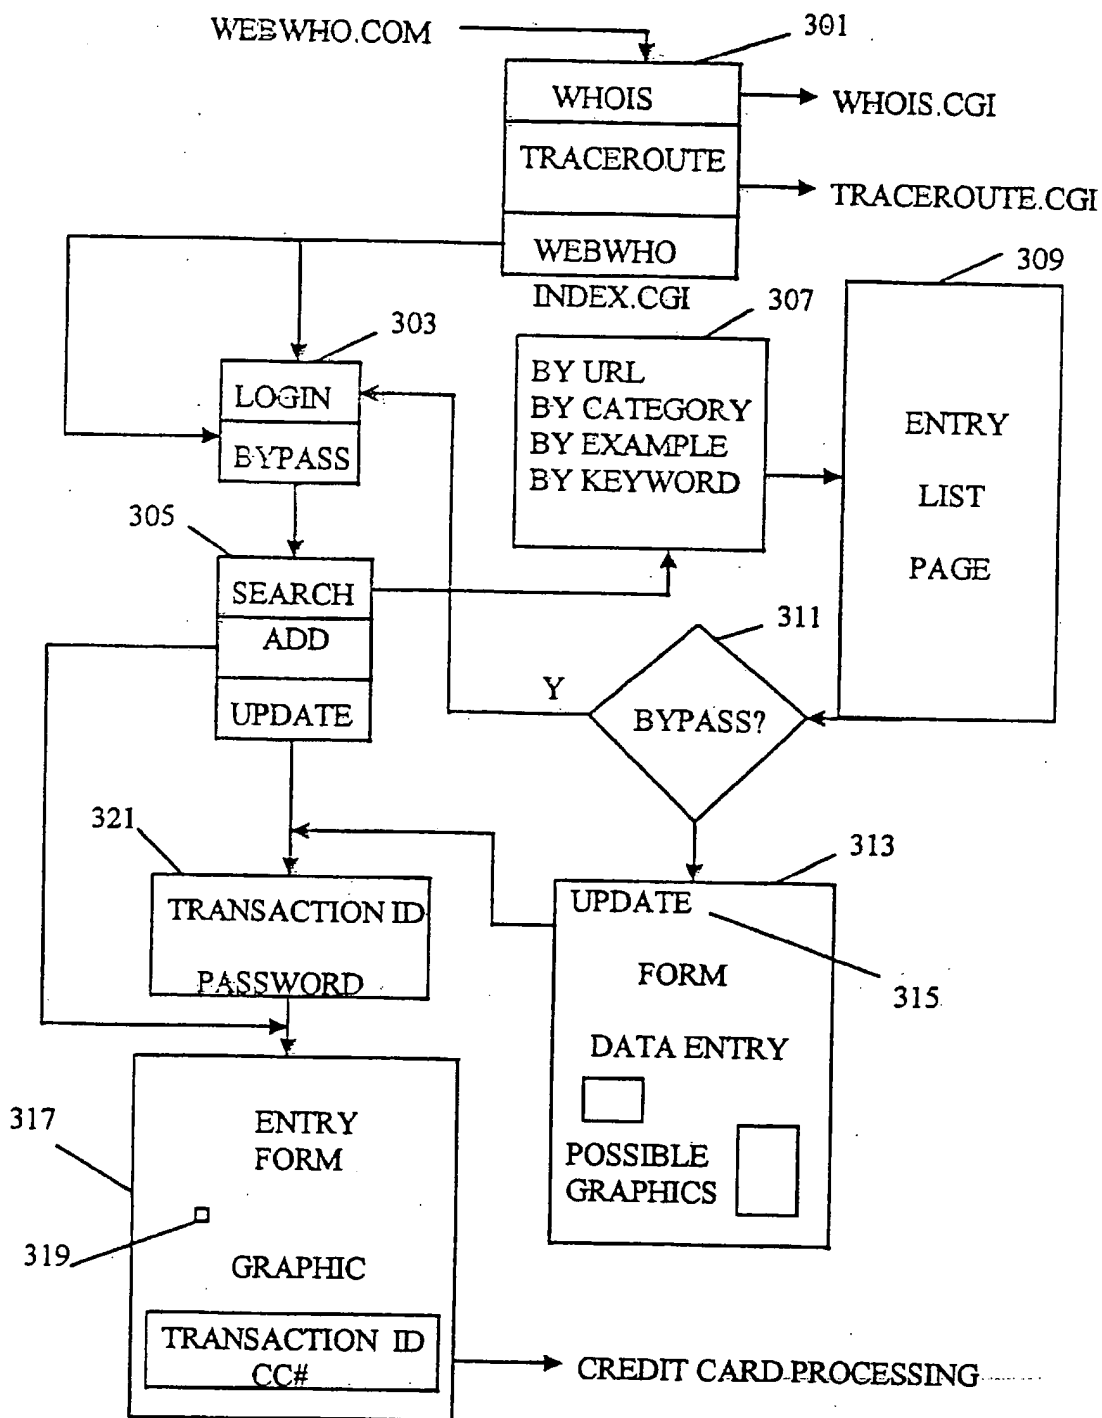 WEBWHO.COM
301
WHOIS
WHOIS.CGI
TRACEROUTE
TRACEROUTE.CGI
WEBWHO
INDEX.CGI
309
307
303
BY URL
BY CATEGORY
BY EXAMPLE
BY KEYWORD
LOGIN
BYPASS
ENTRY
LIST
PAGE
305
SEARCH
ADD
UPDATE
311
Y
BYPASS?
321
TRANSACTION ID
PASSWORD
313
UPDATE
FORM
315
DATA ENTRY
POSSIBLE
GRAPHICS
317
ENTRY
FORM
319
GRAPHIC
TRANSACTION ID
CC#
CREDIT CARD PROCESSING